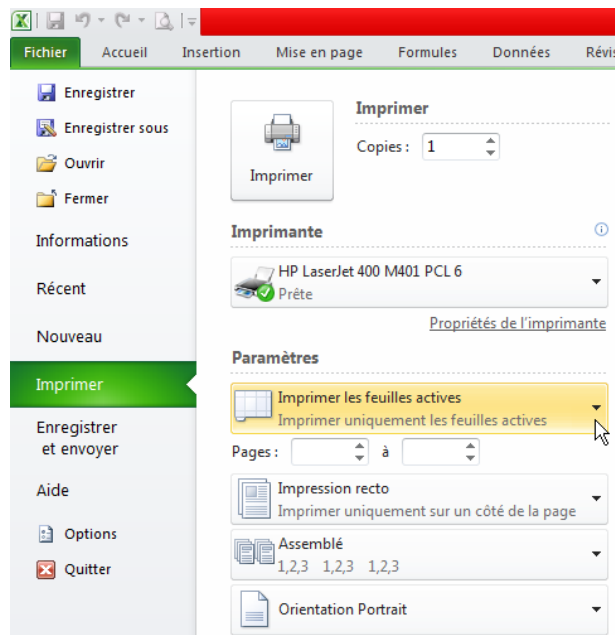 Fichier Accueil Insertion Mise en page Formules Données Révis
Enregistrer
Enregistrer sous
Ouvrir
Fermer
Informations
Récent
Nouveau
Imprimer
Enregistrer
et envoyer
Aide
Options
Quitter
Imprimer
Imprimer
Copies : 1
Imprimante
HP LaserJet 400 M401 PCL 6
Prête
Propriétés de l'imprimante
Paramètres
Imprimer les feuilles actives
Imprimer uniquement les feuilles actives
Pages : à
Impression recto
Imprimer uniquement sur un côté de la page
Assemblé
1,2,3 1,2,3 1,2,3
Orientation Portrait